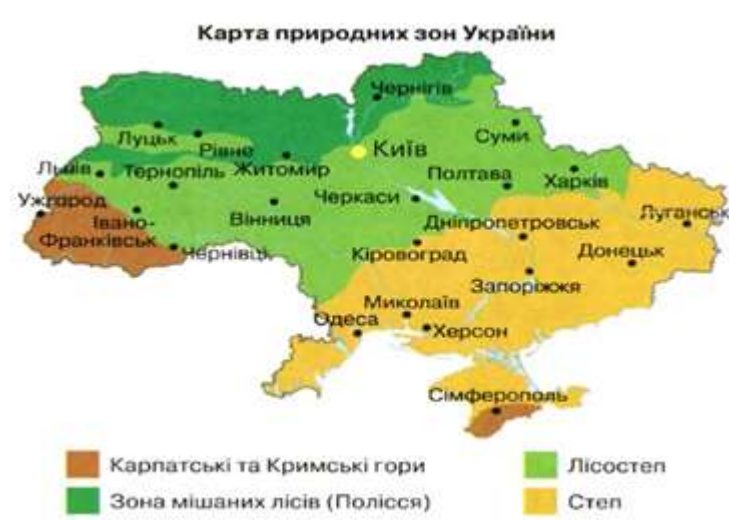 Карта природних зон України
Чернігів
Луцьк
Рівне
Житомир
Київ
Суми
Львів
Тернопіль
Полтава
Харків
Ужгород
Черкаси
Івано-
Франківськ
Вінниця
Дніпропетровськ
Луганськ
Чернівці
Кіровоград
Донецьк
Запоріжжя
Миколаїв
Одеса
Херсон
Сімферополь
Карпатські та Кримські гори
Лісостеп
Зона мішаних лісів (Полісся)
Степ